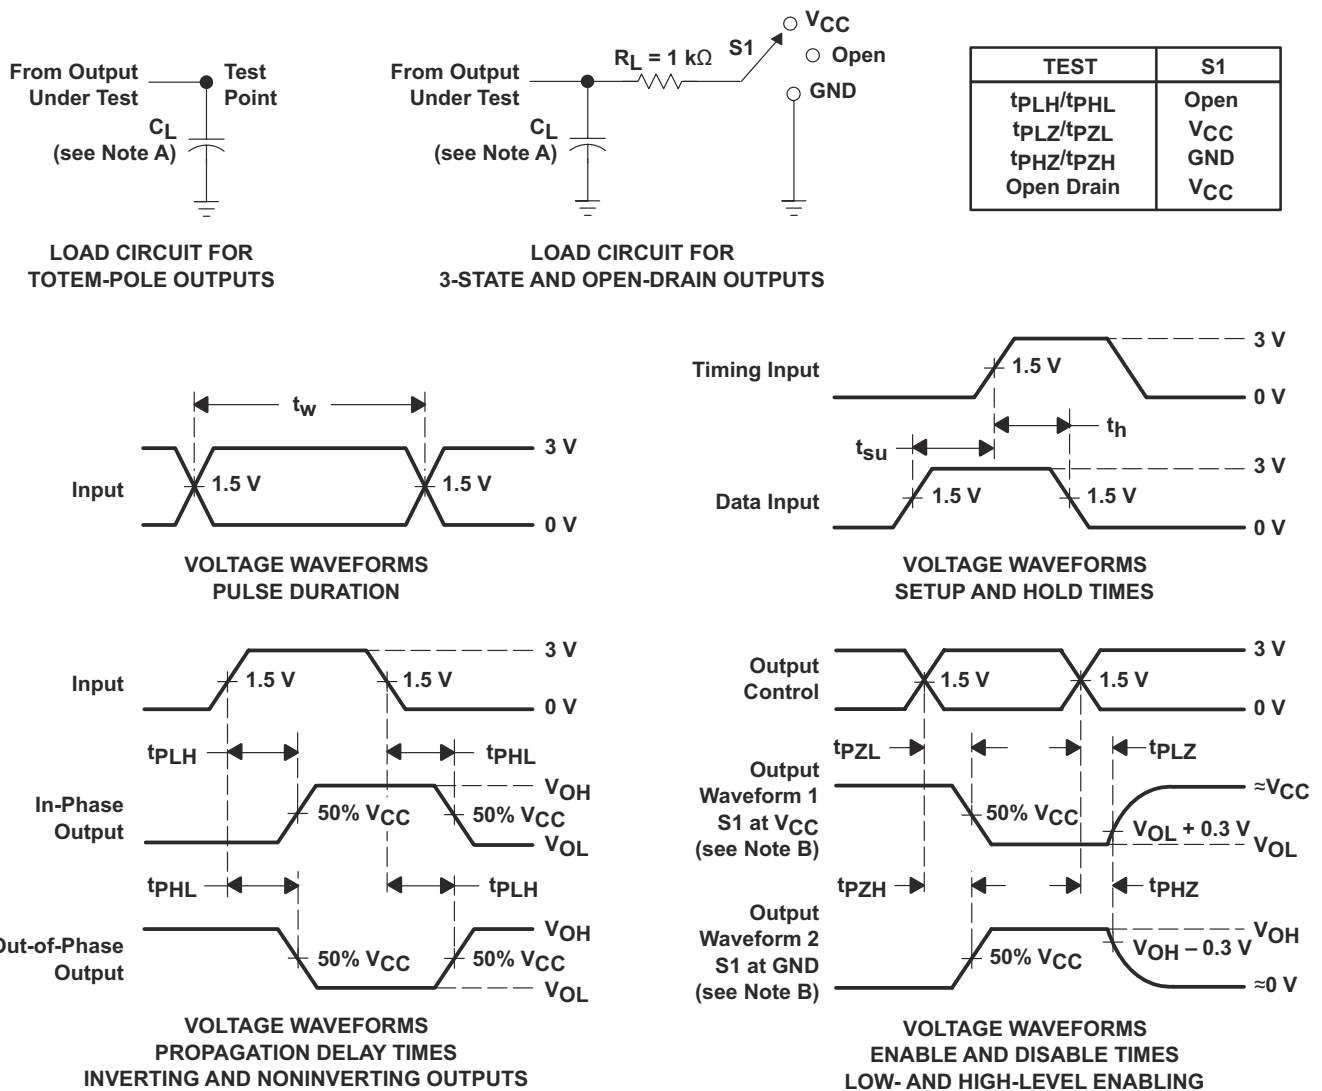 From Output
Under Test
Test
Point
CL
(see Note A)
LOAD CIRCUIT FOR
TOTEM-POLE OUTPUTS
From Output
Under Test
RL = 1 kΩ
S1
VCC
Open
GND
CL
(see Note A)
LOAD CIRCUIT FOR
3-STATE AND OPEN-DRAIN OUTPUTS
TEST S1
tPLH/tPHL Open
tPLZ/tPZL VCC
tPHZ/tPZH GND
Open Drain VCC
tw
Input
1.5 V
1.5 V
3 V
0 V
VOLTAGE WAVEFORMS
PULSE DURATION
Timing Input
1.5 V
3 V
0 V
tsu
th
Data Input
1.5 V
1.5 V
3 V
0 V
VOLTAGE WAVEFORMS
SETUP AND HOLD TIMES
Input
1.5 V
1.5 V
3 V
0 V
tPLH
tPHL
In-Phase
Output
50% VCC
50% VCC
VOH
VOL
tPHL
tPLH
Out-of-Phase
Output
50% VCC
50% VCC
VOH
VOL
VOLTAGE WAVEFORMS
PROPAGATION DELAY TIMES
INVERTING AND NONINVERTING OUTPUTS
Output
Control
1.5 V
1.5 V
3 V
0 V
tPZL
tPLZ
Output
Waveform 1
S1 at VCC
(see Note B)
50% VCC
VOL + 0.3 V
≈VCC
VOL
tPZH
tPHZ
Output
Waveform 2
S1 at GND
(see Note B)
50% VCC
VOH – 0.3 V
VOH
≈0 V
VOLTAGE WAVEFORMS
ENABLE AND DISABLE TIMES
LOW- AND HIGH-LEVEL ENABLING